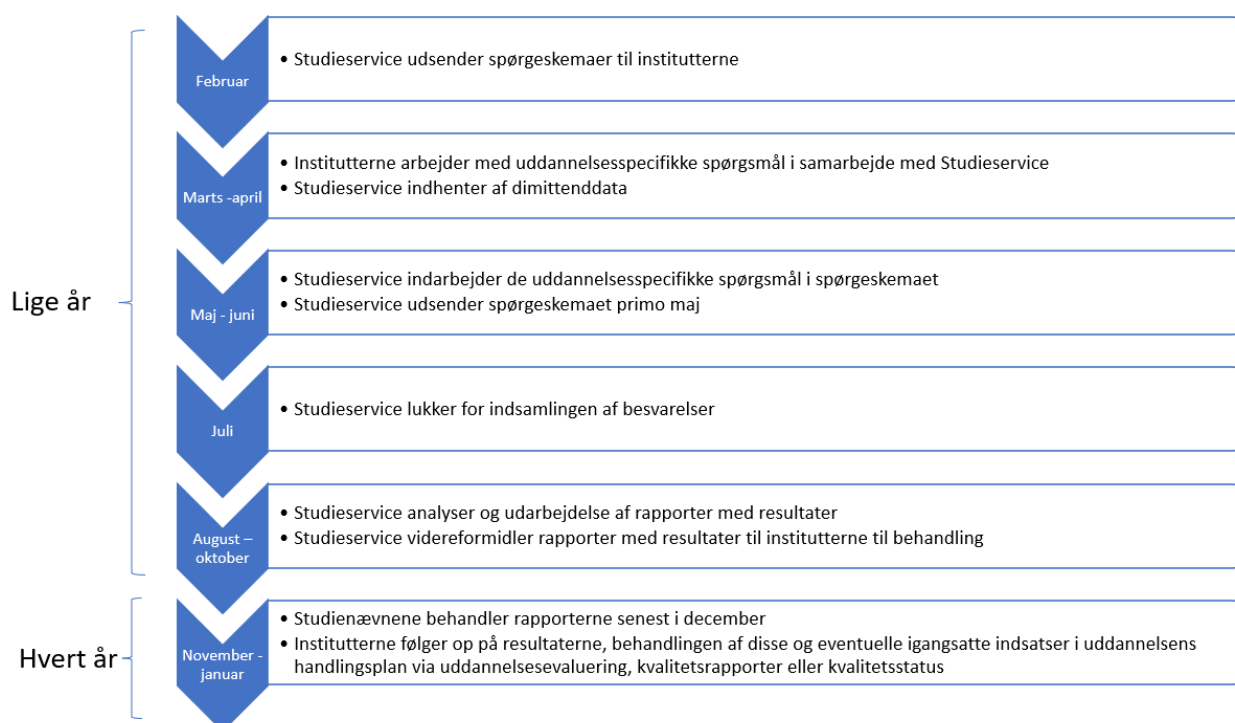 Lige år
Februar
• Studieservice udsender spørgeskemaer til institutterne
Marts -april
• Institutterne arbejder med uddannelsesspecifikke spørgsmål i samarbejde med Studieservice
• Studieservice indhenter af dimittenddata
Maj - juni
• Studieservice indarbejder de uddannelsesspecifikke spørgsmål i spørgeskemaet
• Studieservice udsender spørgeskemaet primo maj
Juli
• Studieservice lukker for indsamlingen af besvarelser
August –
oktober
• Studieservice analyser og udarbejdelse af rapporter med resultater
• Studieservice videreformidler rapporter med resultater til institutterne til behandling
Hvert år
November -
januar
• Studienævnene behandler rapporterne senest i december
• Institutterne følger op på resultaterne, behandlingen af disse og eventuelle igangsatte indsatser i uddannelsens
handlingsplan via uddannelsesevaluering, kvalitetsrapporter eller kvalitetsstatus